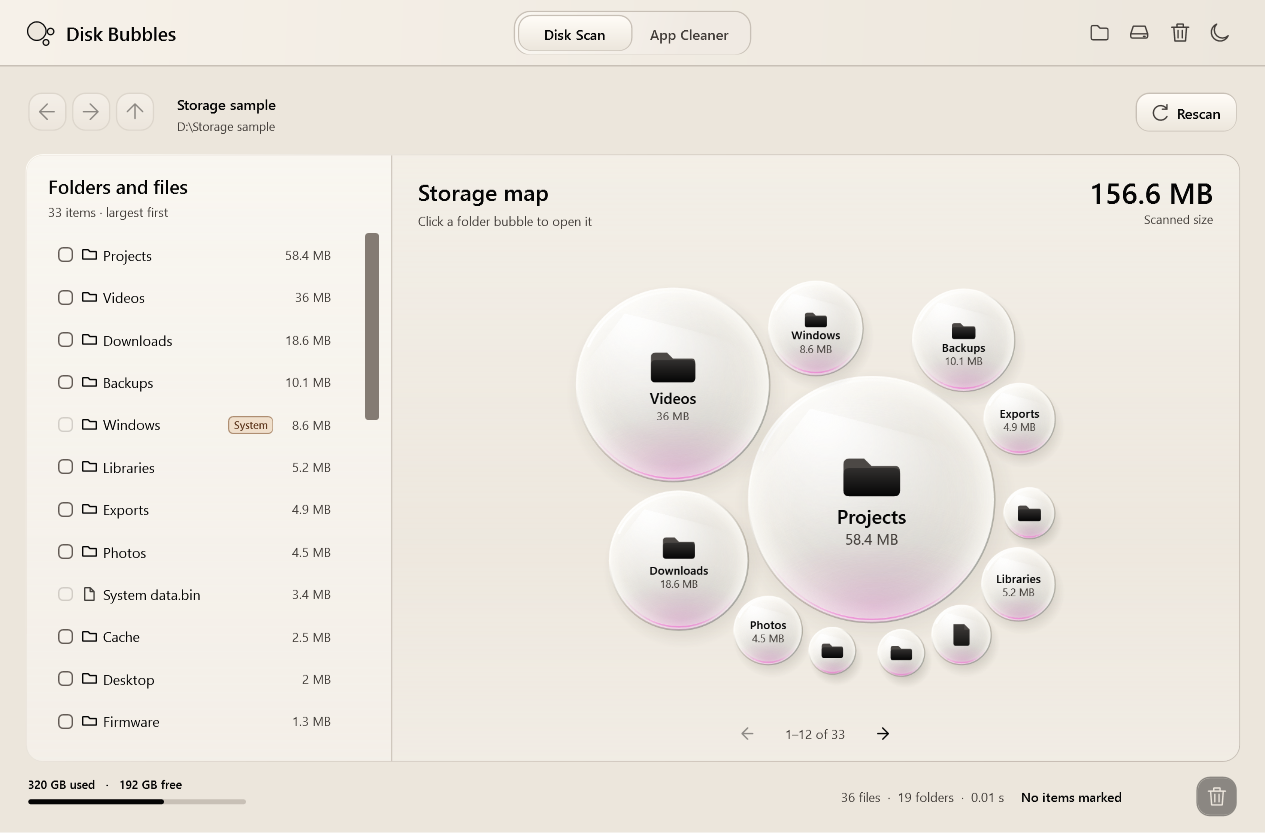 Disk Bubbles
Disk Scan
App Cleaner
Storage sample
D:\Storage sample
Rescan
Folders and files
33 items · largest first
Projects 58.4 MB
Videos 36 MB
Downloads 18.6 MB
Backups 10.1 MB
Windows System 8.6 MB
Libraries 5.2 MB
Exports 4.9 MB
Photos 4.5 MB
System data.bin 3.4 MB
Cache 2.5 MB
Desktop 2 MB
Firmware 1.3 MB
Storage map
Click a folder bubble to open it
156.6 MB
Scanned size
Windows
8.6 MB
Backups
10.1 MB
Videos
36 MB
Exports
4.9 MB
Projects
58.4 MB
Downloads
18.6 MB
Libraries
5.2 MB
Photos
4.5 MB
1–12 of 33
320 GB used · 192 GB free
36 files · 19 folders · 0.01 s No items marked